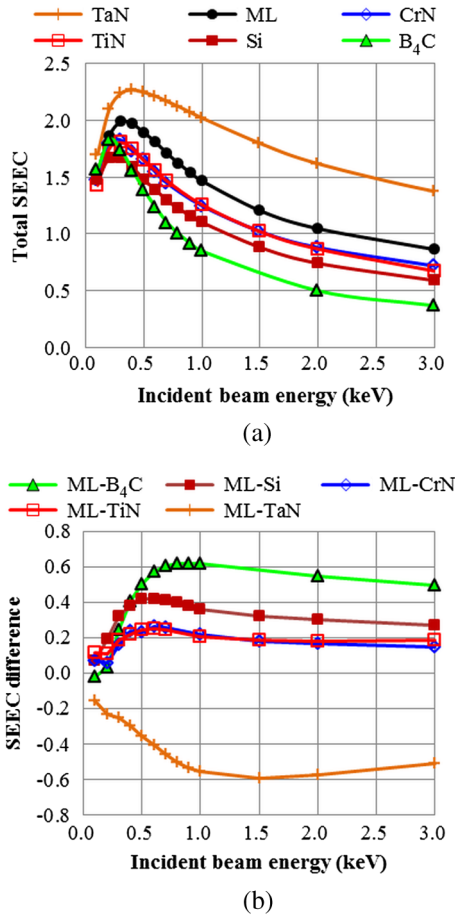 TaN ML CrN
TiN Si B4C
2.5
2.0
1.5
1.0
0.5
0.0
Total SEEC
0.0 0.5 1.0 1.5 2.0 2.5 3.0
Incident beam energy (keV)
(a)
ML-B4C ML-Si ML-CrN
ML-TiN ML-TaN
0.8
0.6
0.4
0.2
0.0
-0.2
-0.4
-0.6
-0.8
SEEC difference
0.0 0.5 1.0 1.5 2.0 2.5 3.0
Incident beam energy (keV)
(b)